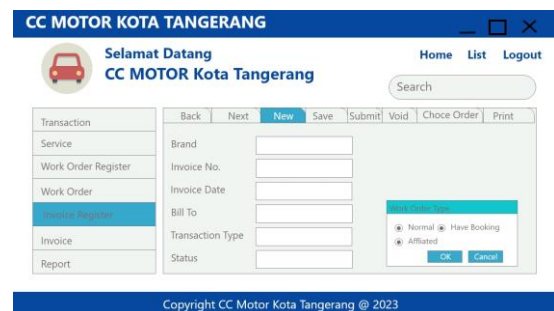 CC MOTOR KOTA TANGERANG
Selamat Datang
CC MOTOR Kota Tangerang
Home List Logout
Search
Transaction
Service
Work Order Register
Work Order
Invoice Register
Invoice
Report
Back Next New Save Submit Void Choce Order Print
Brand
Invoice No.
Invoice Date
Bill To
Transaction Type
Status
Work Order Type
Normal Have Booking
Affliated
OK Cancel
Copyright CC Motor Kota Tangerang @ 2023